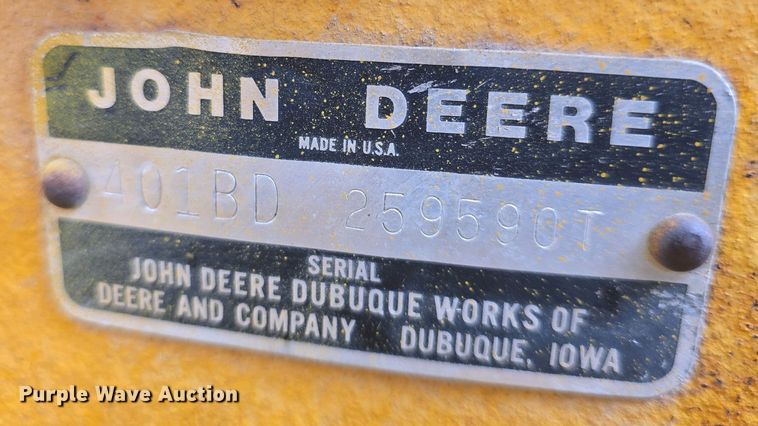 JOHN DEERE
MADE IN U.S.A.
401BD 259590T
SERIAL
JOHN DEERE DUBUQUE WORKS OF
DEERE AND COMPANY DUBUQUE, IOWA
Purple Wave Auction